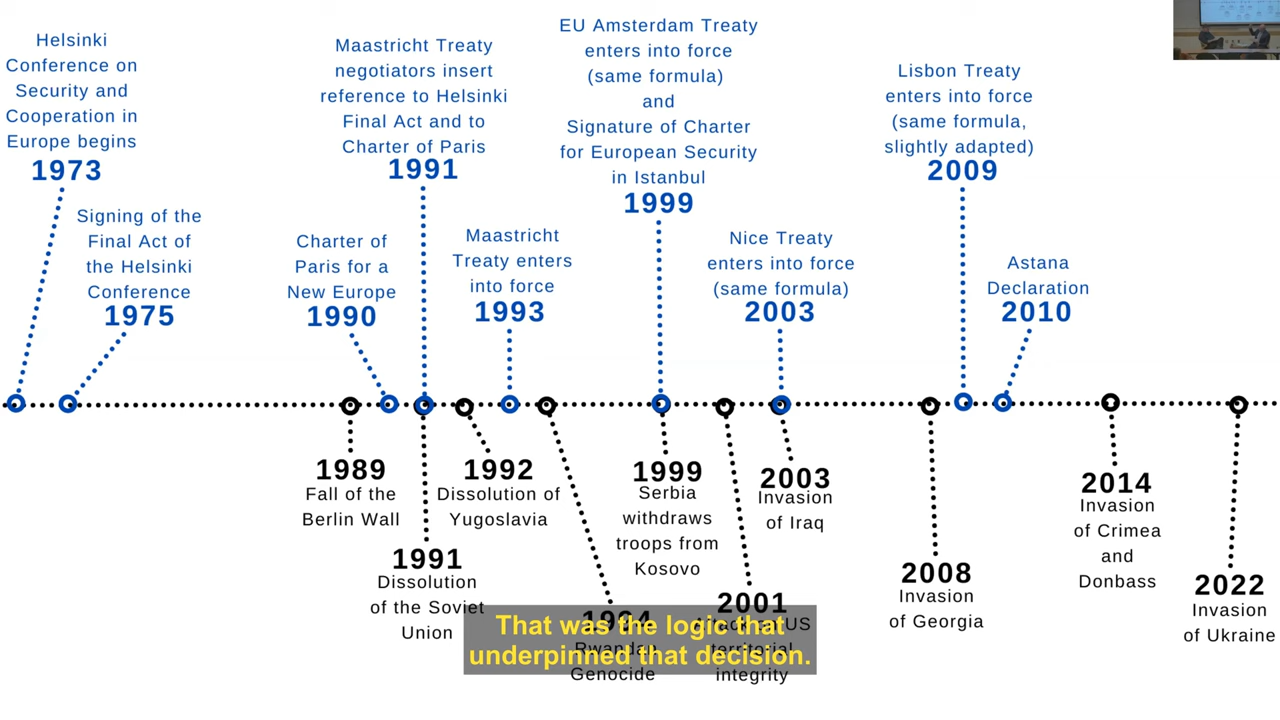 Helsinki
Conference on
Security and
Cooperation in
Europe begins
1973
Signing of the
Final Act of
the Helsinki
Conference
1975
Charter of
Paris for a
New Europe
1990
Maastricht Treaty
negotiators insert
reference to Helsinki
Final Act and to
Charter of Paris
1991
Maastricht
Treaty enters
into force
1993
EU Amsterdam Treaty
enters into force
(same formula)
and
Signature of Charter
for European Security
in Istanbul
1999
Nice Treaty
enters into force
(same formula)
2003
Lisbon Treaty
enters into force
(same formula,
slightly adapted)
2009
Astana
Declaration
2010
1989
Fall of the
Berlin Wall
1991
Dissolution
of the Soviet
Union
1992
Dissolution of
Yugoslavia
1994
Rwandan
Genocide
1999
Serbia
withdraws
troops from
Kosovo
2001
US
territorial
integrity
2003
Invasion
of Iraq
2008
Invasion
of Georgia
2014
Invasion
of Crimea
and
Donbass
2022
Invasion
of Ukraine
That was the logic that
underpinned that decision.